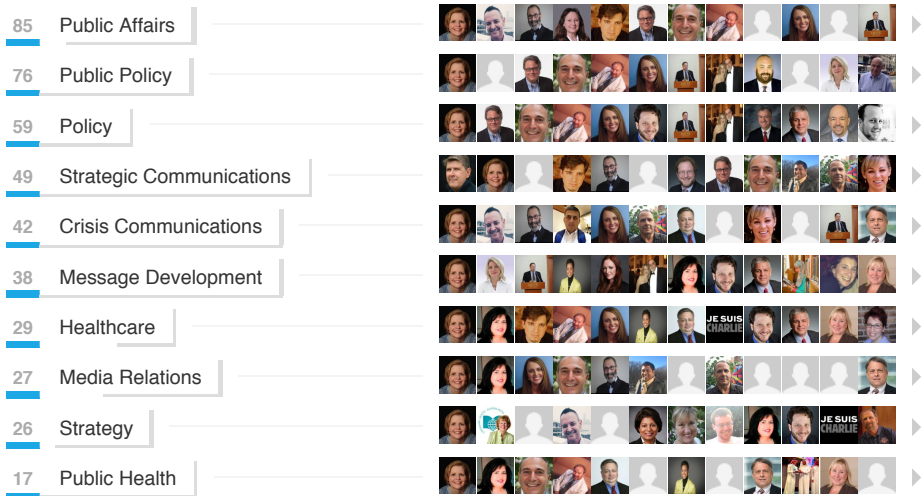 85 Public Affairs
76 Public Policy
59 Policy
49 Strategic Communications
42 Crisis Communications
38 Message Development
29 Healthcare
JE SUIS
CHARLIE
27 Media Relations
26 Strategy
JE SUIS
CHARLIE
17 Public Health